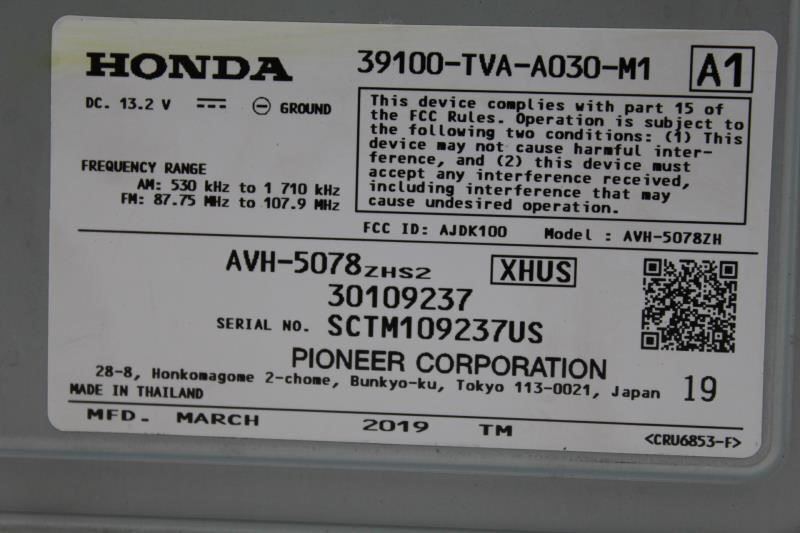 HONDA
39100-TVA-A030-M1
A1
DC. 13.2 V
GROUND
This device complies with part 15 of
the FCC Rules. Operation is subject to
the following two conditions: (1) This
device may not cause harmful inter-
ference, and (2) this device must
accept any interference received,
including interference that may
cause undesired operation.
FREQUENCY RANGE
AM: 530 kHz to 1 710 kHz
FM: 87.75 MHz to 107.9 MHz
FCC ID: AJDK100 Model : AVH-5078ZH
AVH-5078ZHS2 XHUS
30109237
SERIAL NO. SCTM109237US
PIONEER CORPORATION
28-8, Honkomagome 2-chome, Bunkyo-ku, Tokyo 113-0021, Japan 19
MADE IN THAILAND
MFD. MARCH 2019 TM
<CRU6853-F>